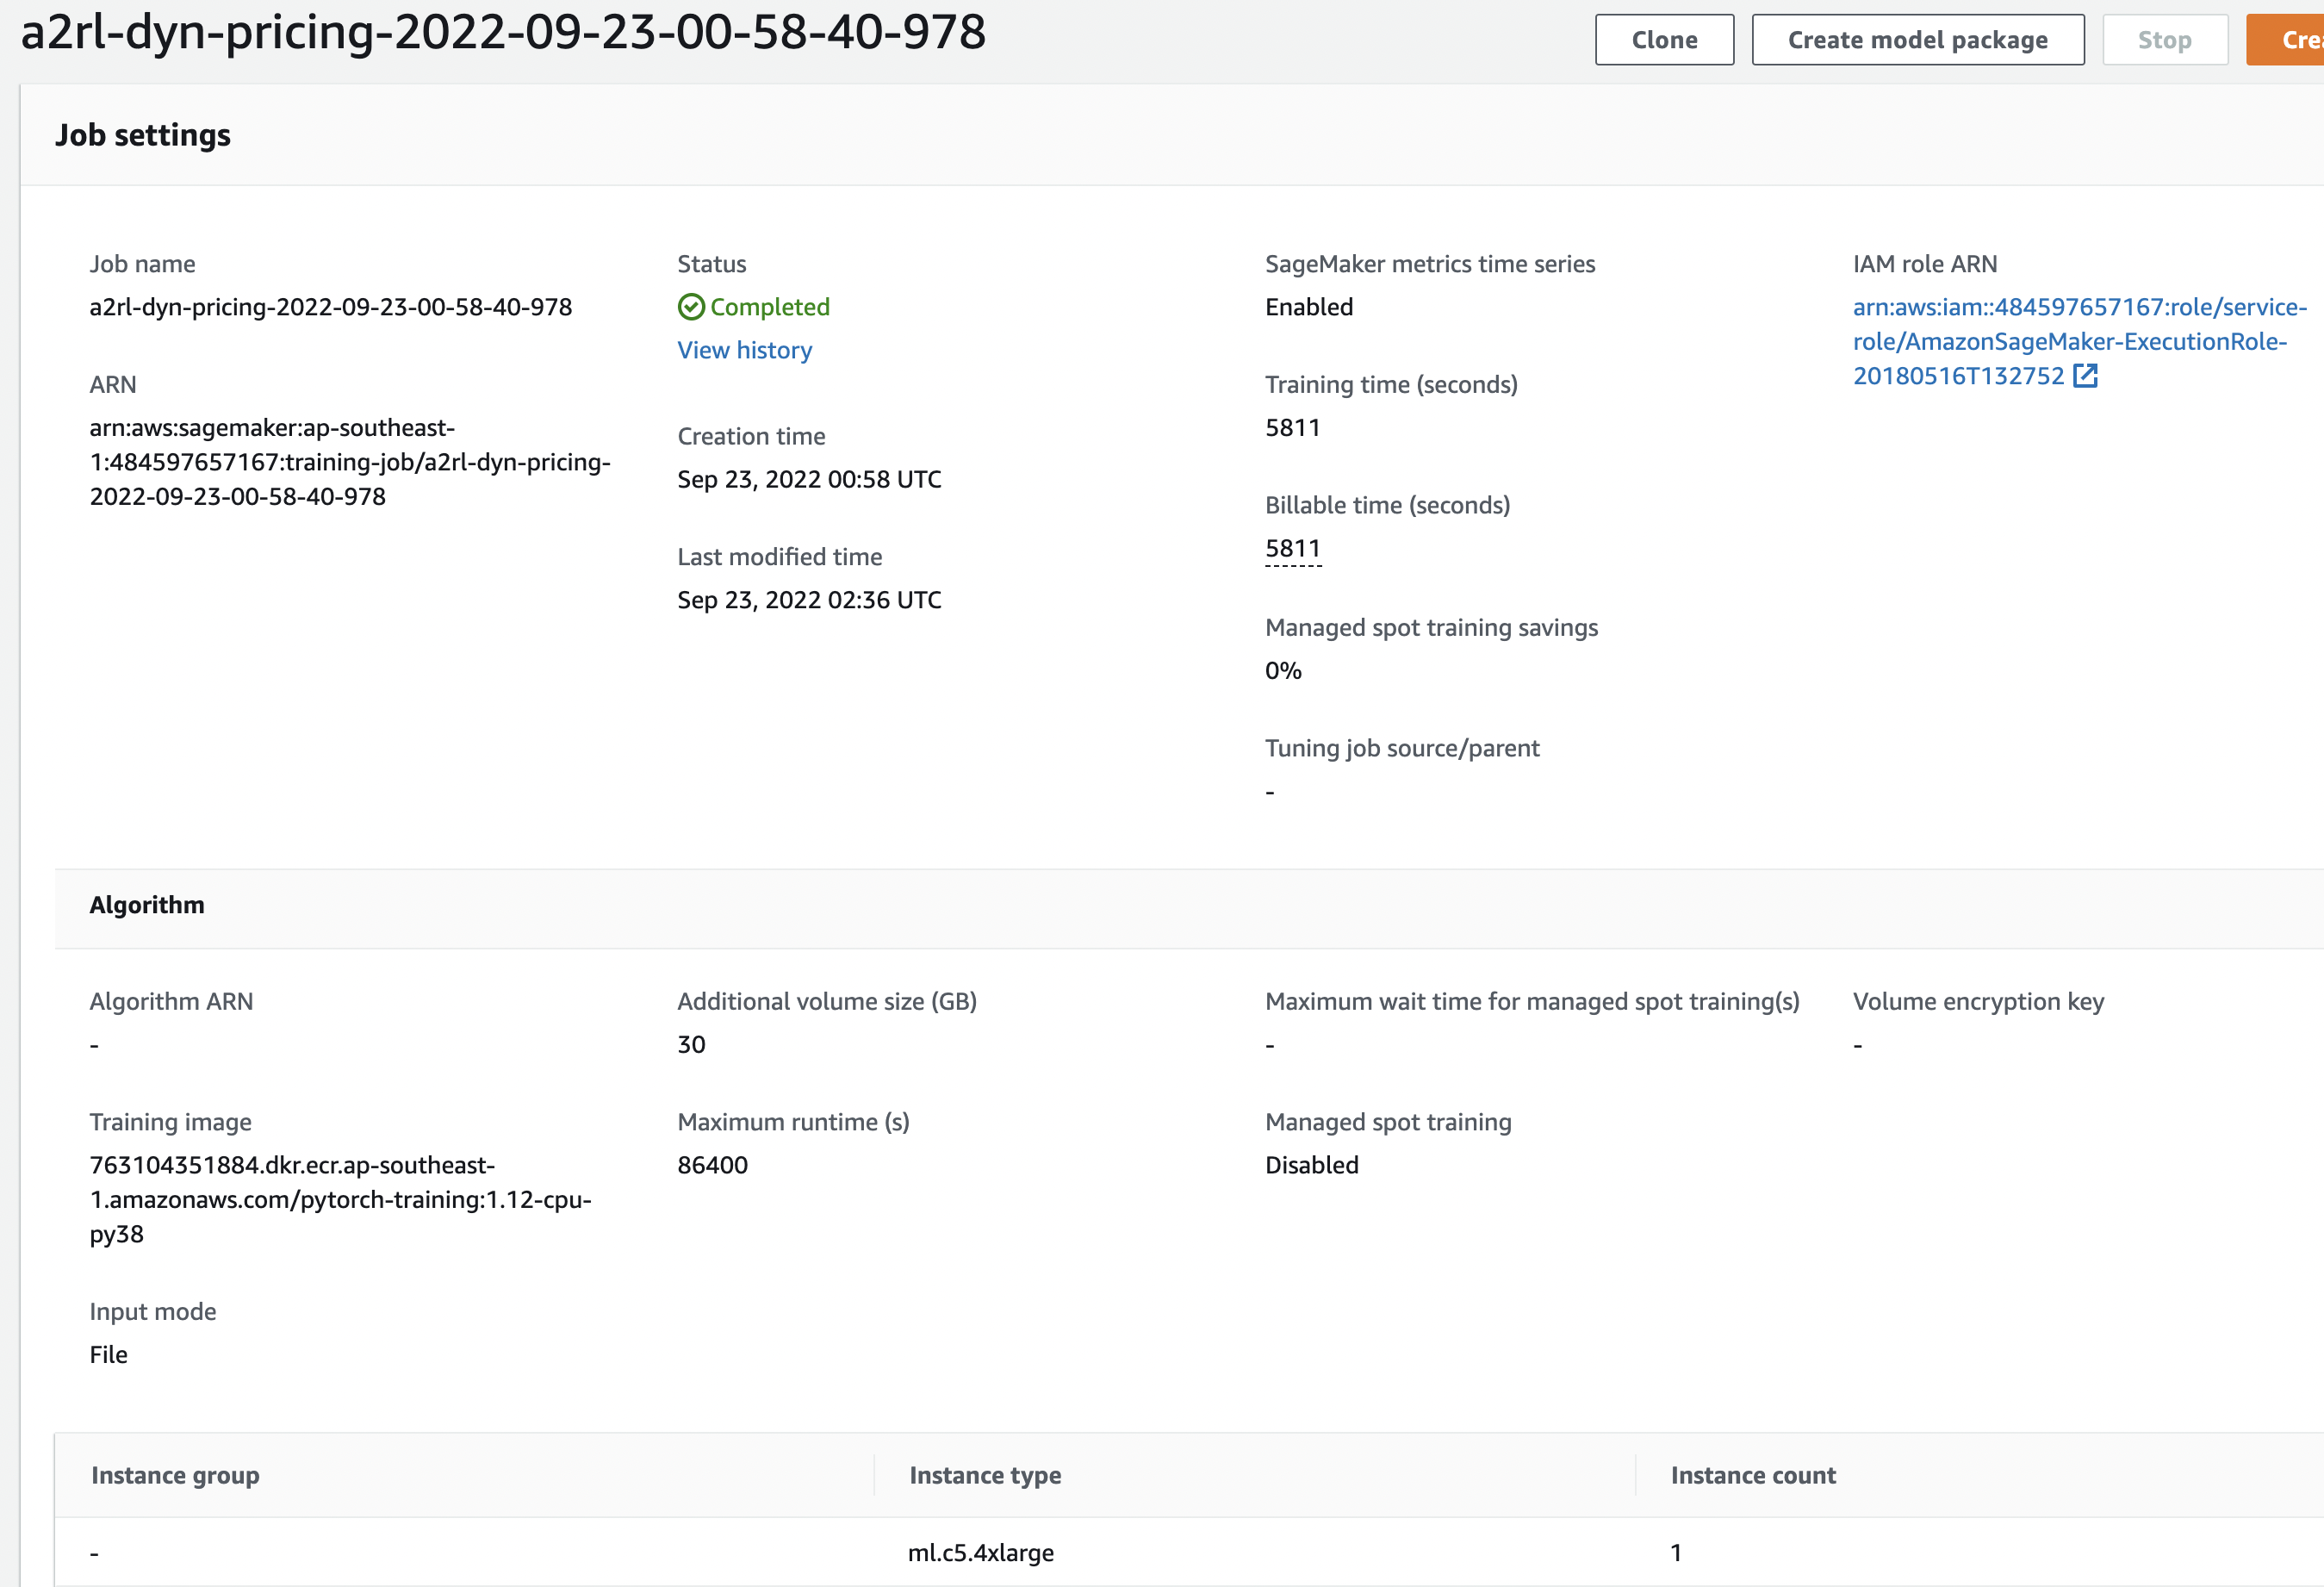 a2rl-dyn-pricing-2022-09-23-00-58-40-978
Clone
Create model package
Stop
Job settings
Job name
a2rl-dyn-pricing-2022-09-23-00-58-40-978
ARN
arn:aws:sagemaker:ap-southeast-
1:484597657167:training-job/a2rl-dyn-pricing-
2022-09-23-00-58-40-978
Status
Completed
View history
Creation time
Sep 23, 2022 00:58 UTC
Last modified time
Sep 23, 2022 02:36 UTC
SageMaker metrics time series
Enabled
Training time (seconds)
5811
Billable time (seconds)
5811
Managed spot training savings
0%
Tuning job source/parent
-
IAM role ARN
arn:aws:iam::484597657167:role/service-
role/AmazonSageMaker-ExecutionRole-
20180516T132752
Algorithm
Algorithm ARN
-
Training image
763104351884.dkr.ecr.ap-southeast-
1.amazonaws.com/pytorch-training:1.12-cpu-
py38
Input mode
File
Additional volume size (GB)
30
Maximum runtime (s)
86400
Maximum wait time for managed spot training(s)
-
Managed spot training
Disabled
Volume encryption key
-
Instance group
Instance type
Instance count
-
ml.c5.4xlarge
1